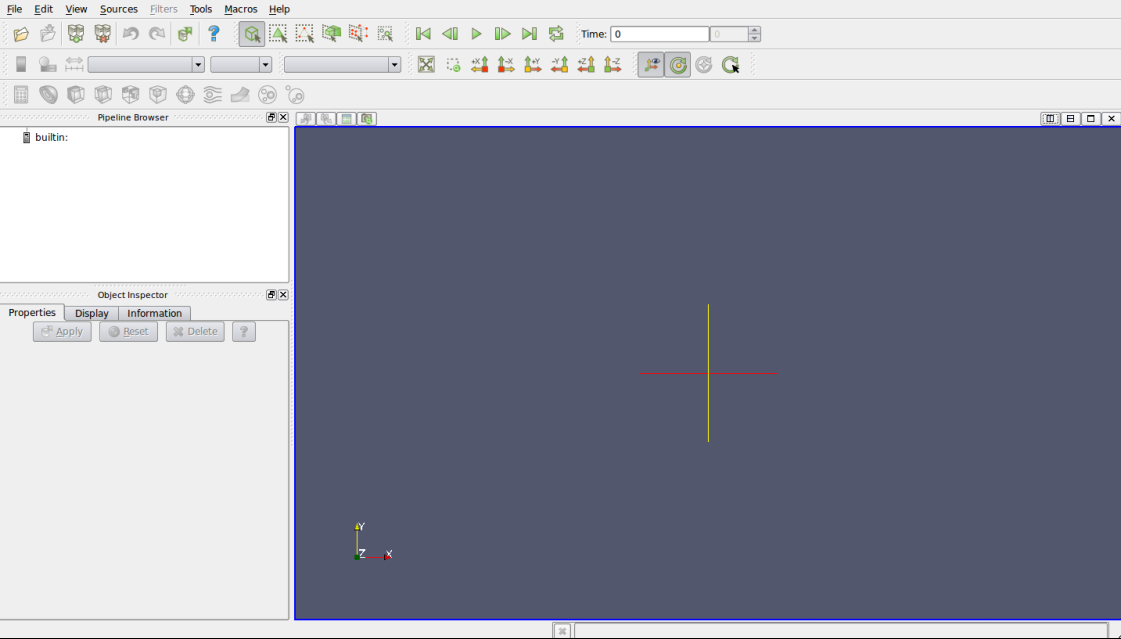 File Edit View Sources Filters Tools Macros Help
Time: 0 0
+X -X +Y -Y +Z -Z
Pipeline Browser
builtin:
Object Inspector
Properties Display Information
Apply Reset Delete ?
Y
Z X